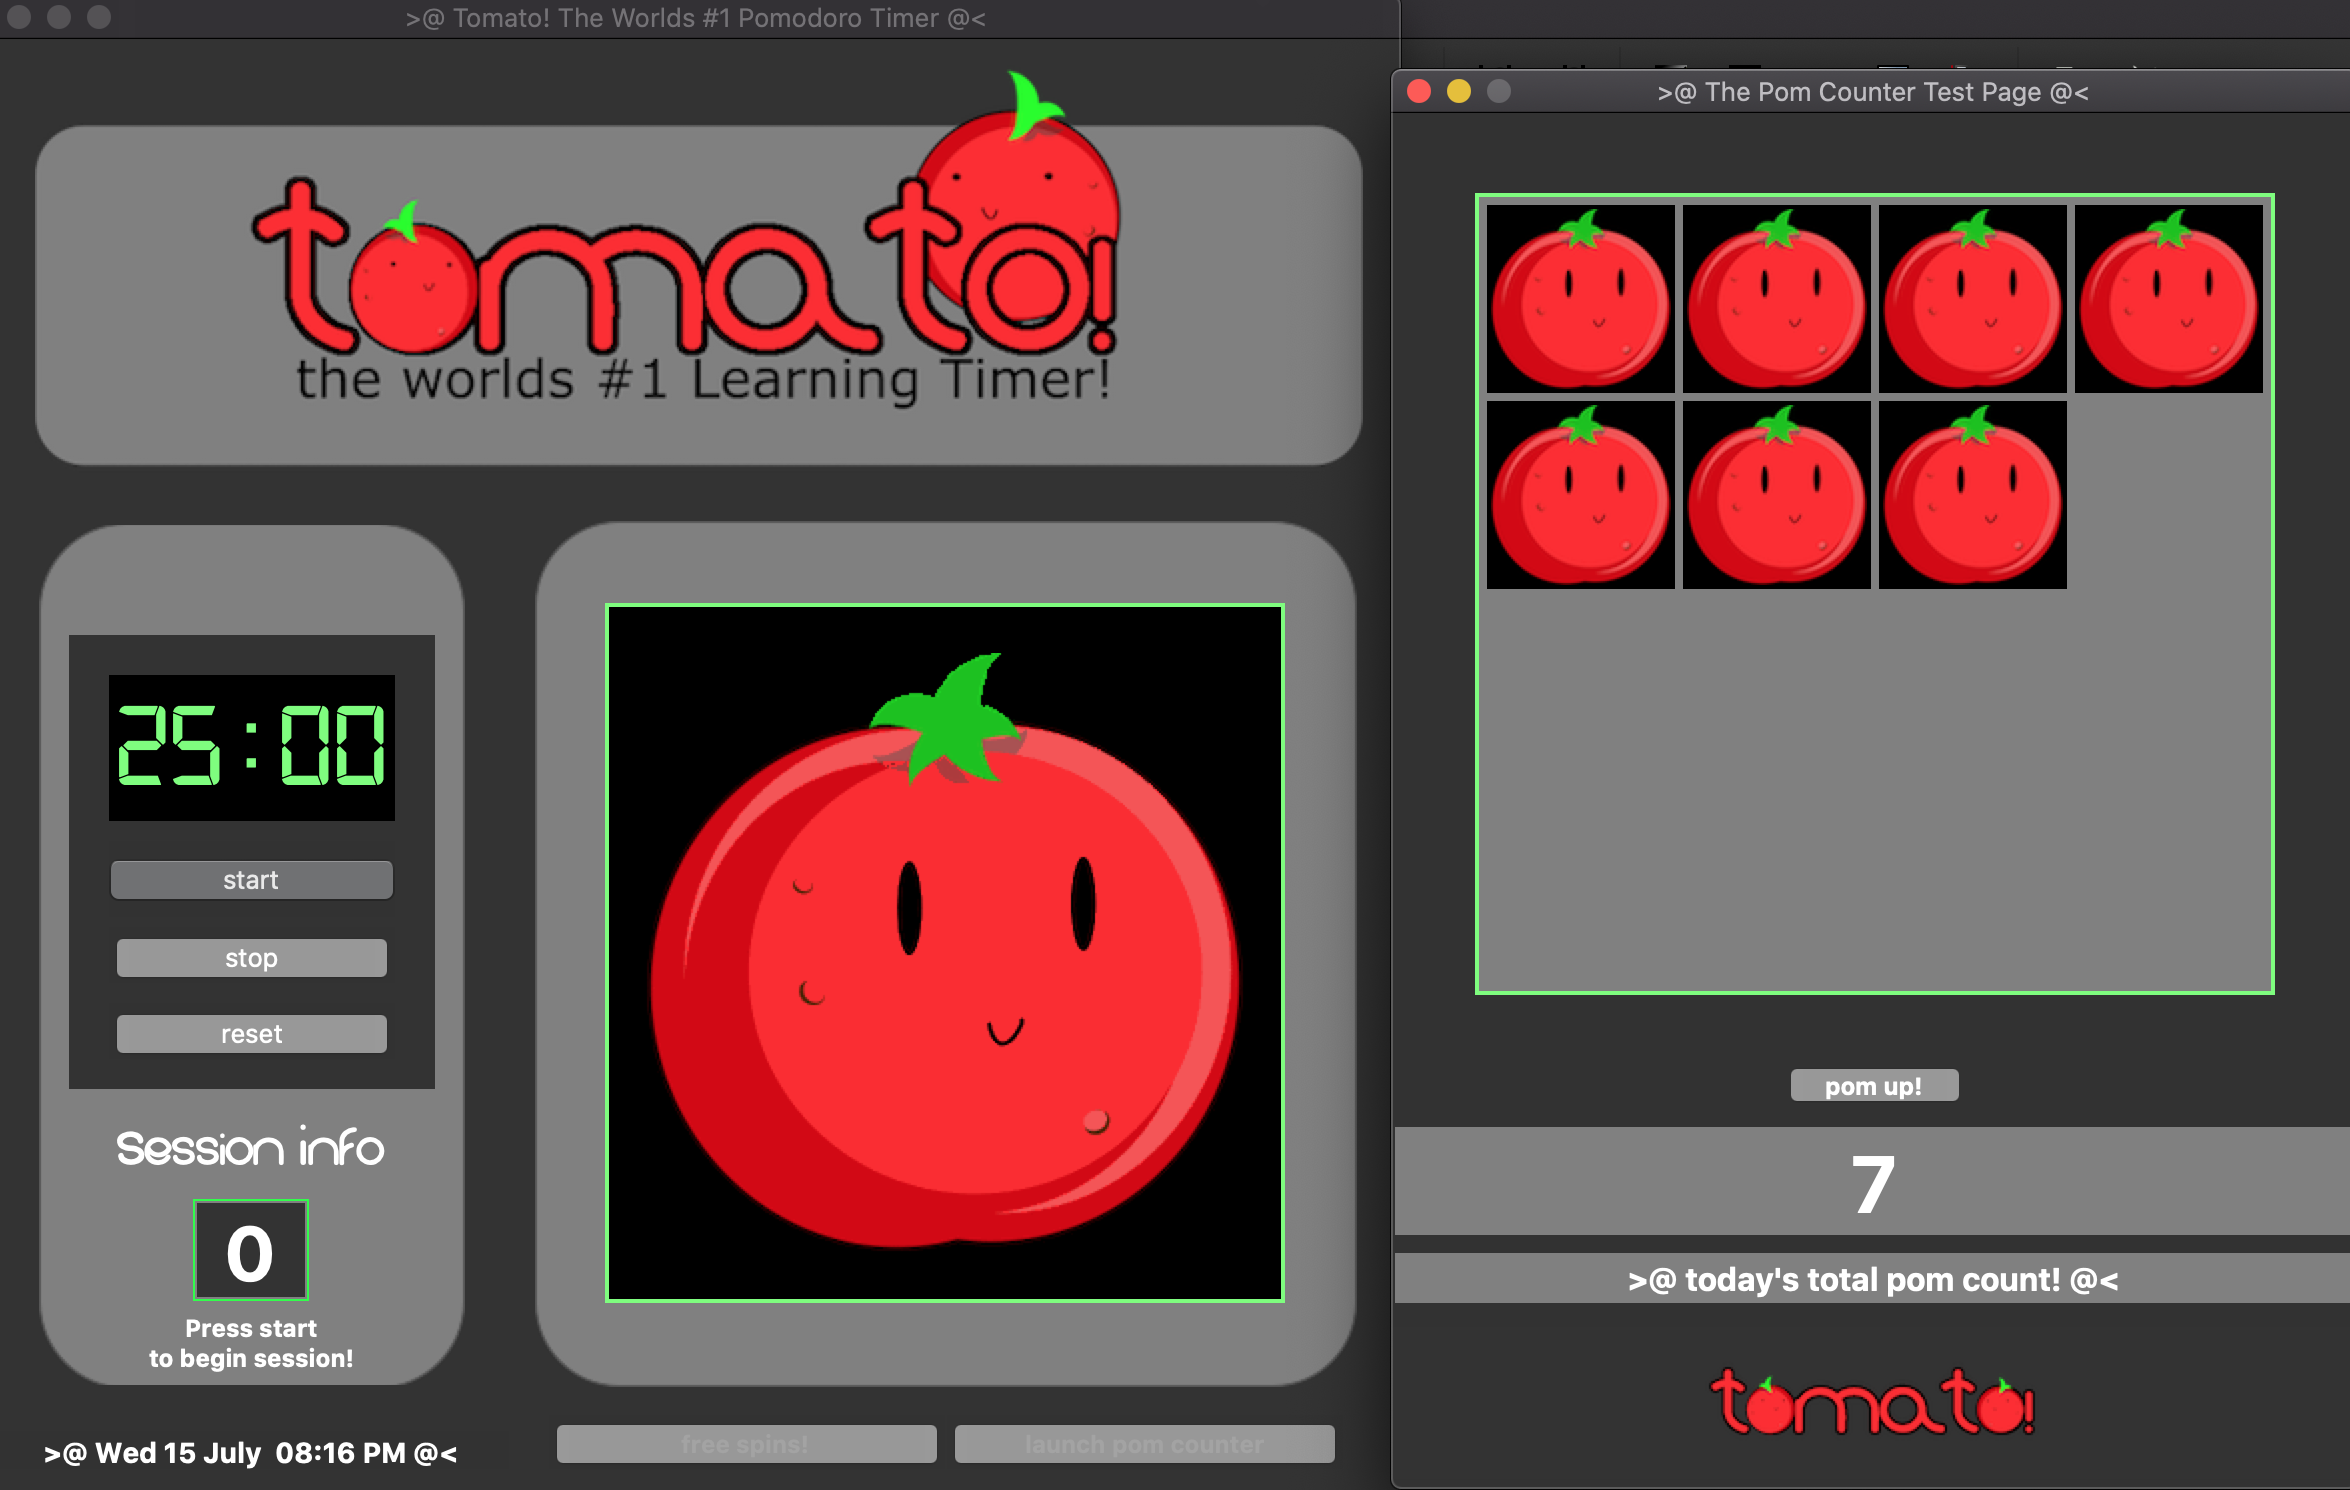 >@ Tomato! The Worlds #1 Pomodoro Timer @<
tomato!
the worlds #1 Learning Timer!
25:00
start
stop
reset
Session info
0
Press start
to begin session!
>@ Wed 15 July 08:16 PM @<
free spins!
launch pom counter
>@ The Pom Counter Test Page @<
pom up!
7
>@ today's total pom count! @<
tomato!